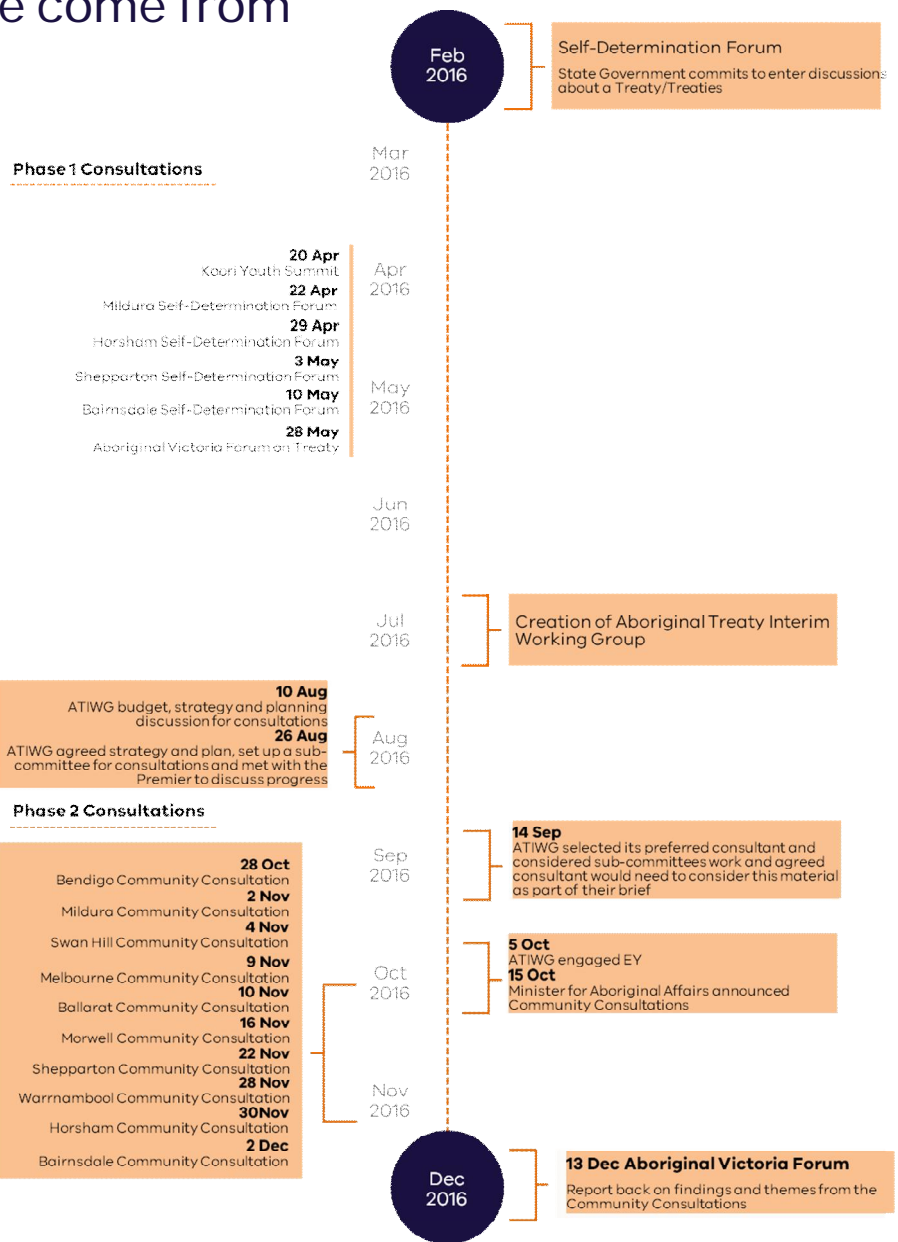 e come from
Feb
2016
Self-Determination Forum
State Government commits to enter discussions
about a Treaty/Treaties
Phase 1 Consultations
Mar
2016
20 Apr
Koori Youth Summit
22 Apr
Mildura Self-Determination Forum
29 Apr
Horsham Self-Determination Forum
3 May
Shepparton Self-Determination Forum
10 May
Bairnsdale Self-Determination Forum
28 May
Aboriginal Victoria Forum on Treaty
Apr
2016
May
2016
Jun
2016
Jul
2016
Creation of Aboriginal Treaty Interim
Working Group
10 Aug
ATIWG budget, strategy and planning
discussion for consultations
26 Aug
ATIWG agreed strategy and plan, set up a sub-
committee for consultations and met with the
Premier to discuss progress
Aug
2016
Phase 2 Consultations
Sep
2016
14 Sep
ATIWG selected its preferred consultant and
considered sub-committees work and agreed
consultant would need to consider this material
as part of their brief
28 Oct
Bendigo Community Consultation
2 Nov
Mildura Community Consultation
4 Nov
Swan Hill Community Consultation
9 Nov
Melbourne Community Consultation
10 Nov
Ballarat Community Consultation
16 Nov
Morwell Community Consultation
22 Nov
Shepparton Community Consultation
28 Nov
Warrnambool Community Consultation
30Nov
Horsham Community Consultation
2 Dec
Bairnsdale Community Consultation
Oct
2016
5 Oct
ATIWG engaged EY
15 Oct
Minister for Aboriginal Affairs announced
Community Consultations
Nov
2016
Dec
2016
13 Dec Aboriginal Victoria Forum
Report back on findings and themes from the
Community Consultations